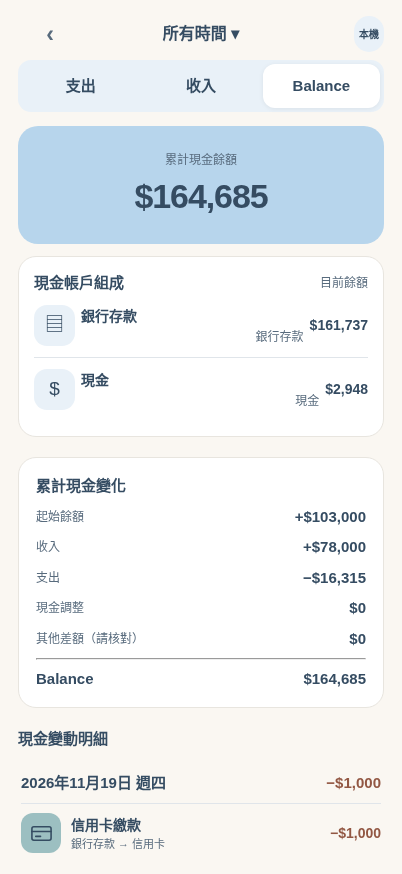 ‹ 所有時間 ▾ 本機
支出 收入 Balance
累計現金餘額
$164,685
現金帳戶組成 目前餘額
銀行存款 銀行存款 $161,737
$ 現金 現金 $2,948
累計現金變化
起始餘額 +$103,000
收入 +$78,000
支出 −$16,315
現金調整 $0
其他差額（請核對） $0
Balance $164,685
現金變動明細
2026年11月19日 週四 −$1,000
信用卡繳款 −$1,000
銀行存款 → 信用卡